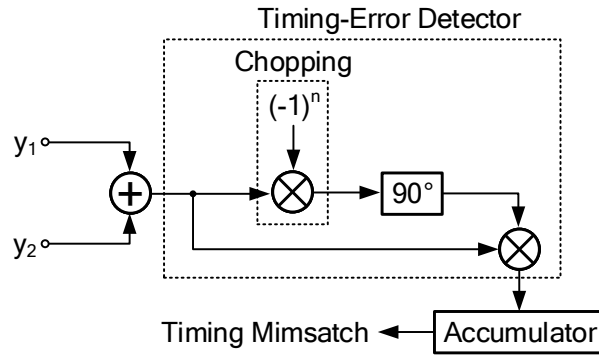 Timing-Error Detector
Chopping
(-1)^n
y₁
y₂
90°
Timing Mimsatch
Accumulator